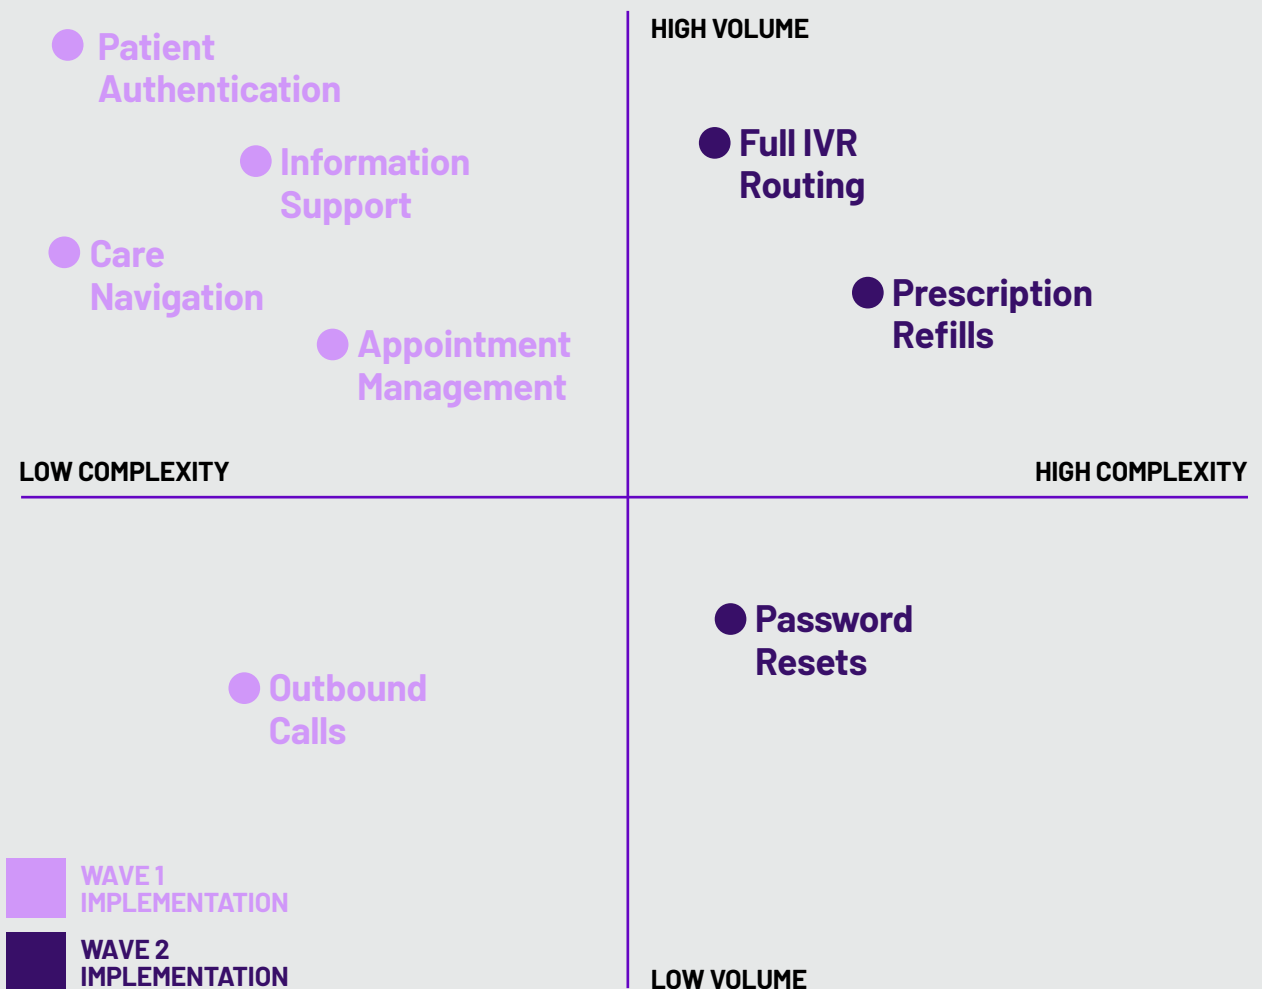 HIGH VOLUME
Patient
Authentication
Full IVR
Routing
Information
Support
Care
Navigation
Prescription
Refills
Appointment
Management
LOW COMPLEXITY
HIGH COMPLEXITY
Password
Resets
Outbound
Calls
WAVE 1
IMPLEMENTATION
WAVE 2
IMPLEMENTATION
LOW VOLUME